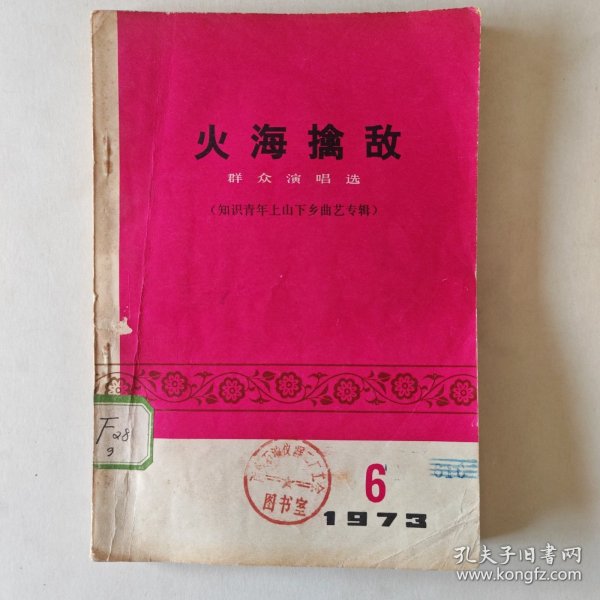 火海擒敌
群众演唱选
（知识青年上山下乡曲艺专辑）
F28
9
图书室
6
1973
孔夫子旧书网
www.kongfz.com